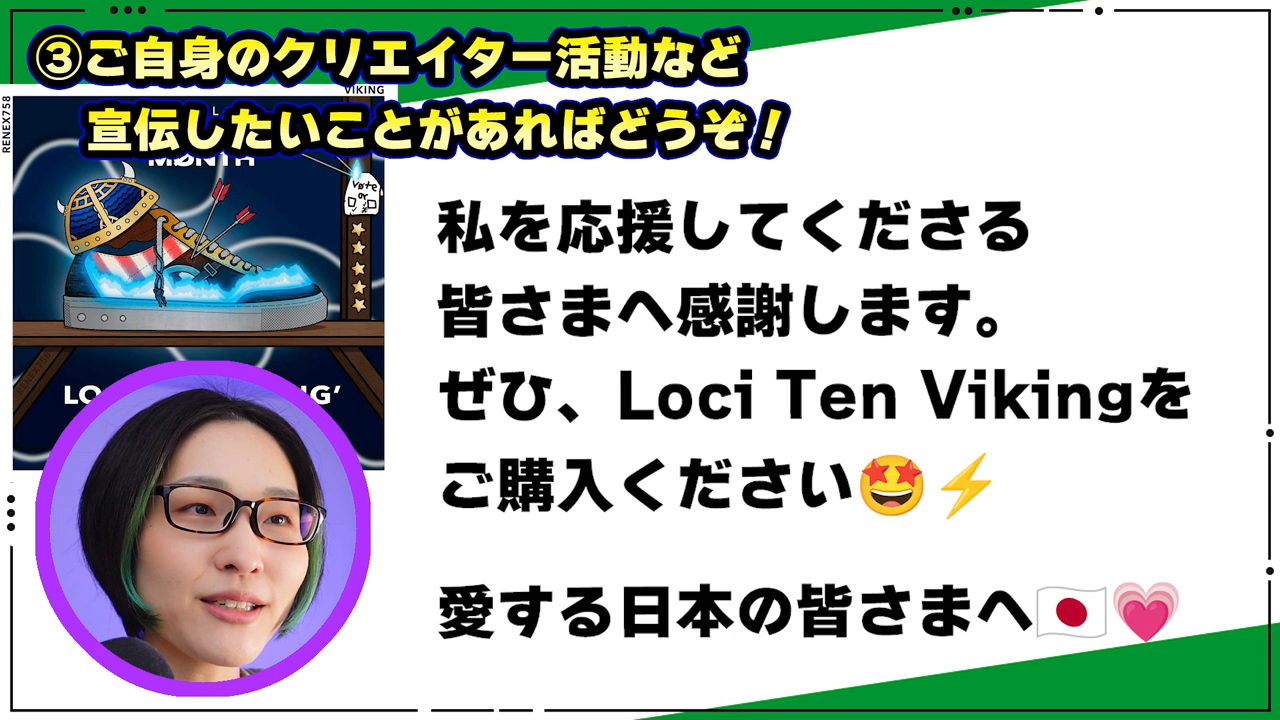 ③ご自身のクリエイター活動など
宣伝したいことがあればどうぞ！
VIKING
RENEX758
MONTH
vote
or
私を応援してくださる
皆さまへ感謝します。
ぜひ、Loci Ten Vikingを
ご購入ください🤩⚡
愛する日本の皆さまへ🇯🇵💗
LO
G’